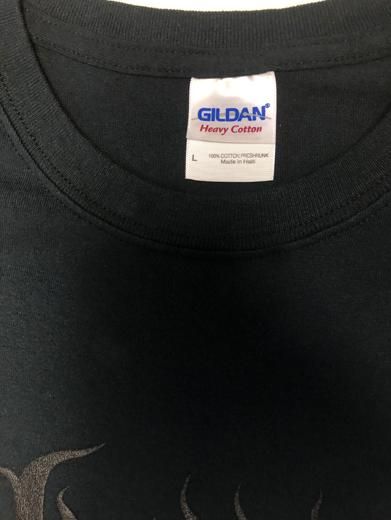 GILDAN®
Heavy Cotton
L 100% COTTON PRESHRUNK
Made in Haiti